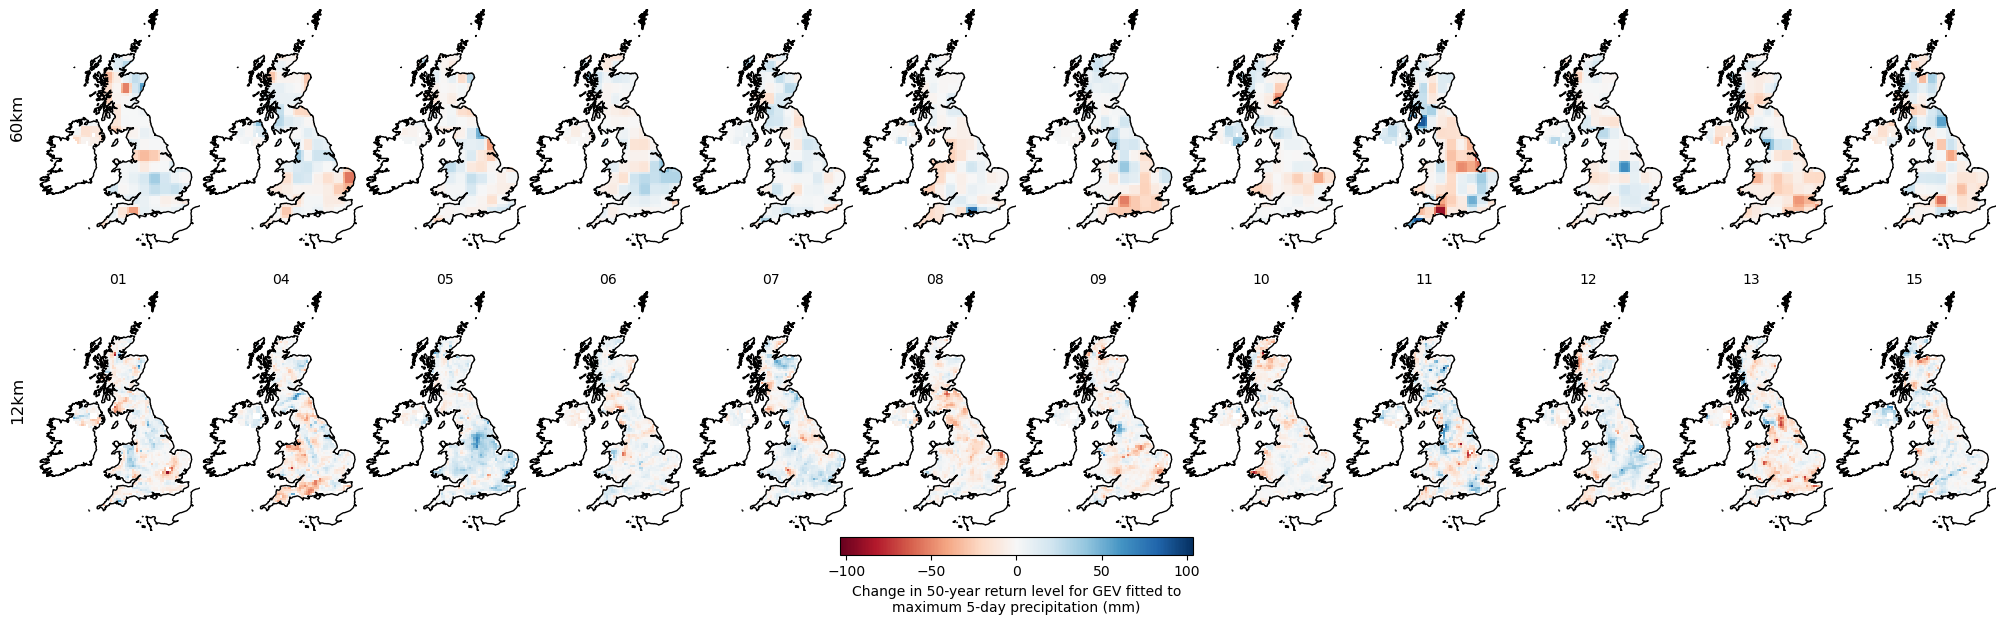 60km
01 04 05 06 07 08 09 10 11 12 13 15
12km
−100 −50 0 50 100
Change in 50-year return level for GEV fitted to
maximum 5-day precipitation (mm)